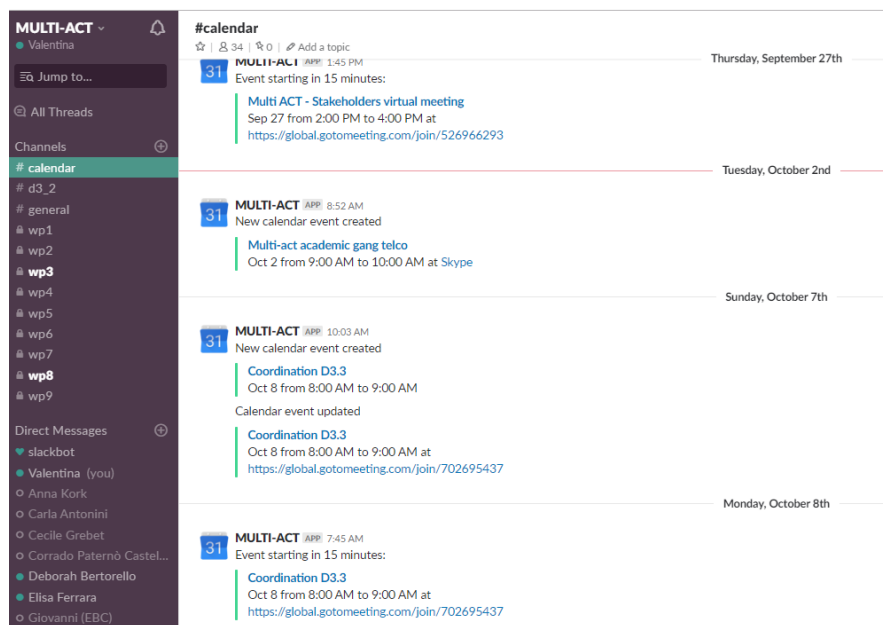 MULTI-ACT
Valentina
Jump to...
All Threads
Channels
# calendar
# d3_2
# general
wp1
wp2
wp3
wp4
wp5
wp6
wp7
wp8
wp9
Direct Messages
slackbot
Valentina (you)
Anna Kork
Carla Antonini
Cecile Grebet
Corrado Paternò Castel...
Deborah Bertorello
Elisa Ferrara
Giovanni (EBC)
#calendar
34 | 0 | Add a topic
Thursday, September 27th
MULTI-ACT APP 1:45 PM
31
Event starting in 15 minutes:
Multi ACT - Stakeholders virtual meeting
Sep 27 from 2:00 PM to 4:00 PM at
https://global.gotomeeting.com/join/526966293
Tuesday, October 2nd
MULTI-ACT APP 8:52 AM
31
New calendar event created
Multi-act academic gang telco
Oct 2 from 9:00 AM to 10:00 AM at Skype
Sunday, October 7th
MULTI-ACT APP 10:03 AM
31
New calendar event created
Coordination D3.3
Oct 8 from 8:00 AM to 9:00 AM
Calendar event updated
Coordination D3.3
Oct 8 from 8:00 AM to 9:00 AM at
https://global.gotomeeting.com/join/702695437
Monday, October 8th
MULTI-ACT APP 7:45 AM
31
Event starting in 15 minutes:
Coordination D3.3
Oct 8 from 8:00 AM to 9:00 AM at
https://global.gotomeeting.com/join/702695437